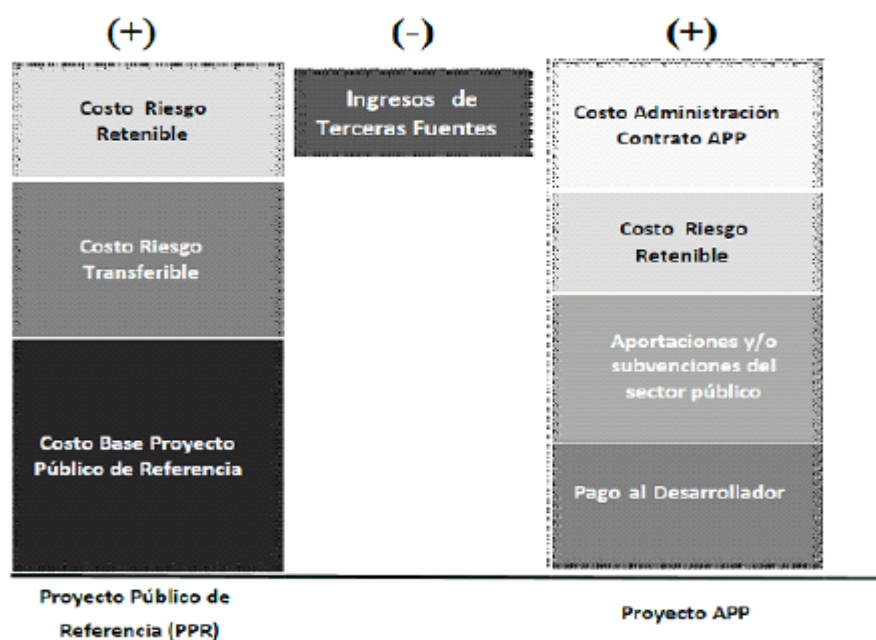 (+)
Costo Riesgo
Retenible
Costo Riesgo
Transferible
Costo Base Proyecto
Público de Referencia
Proyecto Público de
Referencia (PPR)
(-)
Ingresos de
Terceras Fuentes
(+)
Costo Administración
Contrato APP
Costo Riesgo
Retenible
Aportaciones y/o
subvenciones del
sector público
Pago al Desarrollador
Proyecto APP